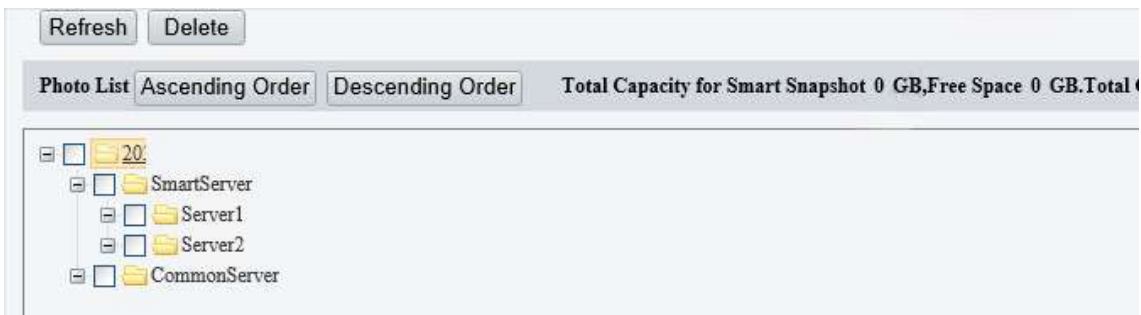 Refresh Delete
Photo List Ascending Order Descending Order Total Capacity for Smart Snapshot 0 GB,Free Space 0 GB.Total
SmartServer
Server1
Server2
CommonServer